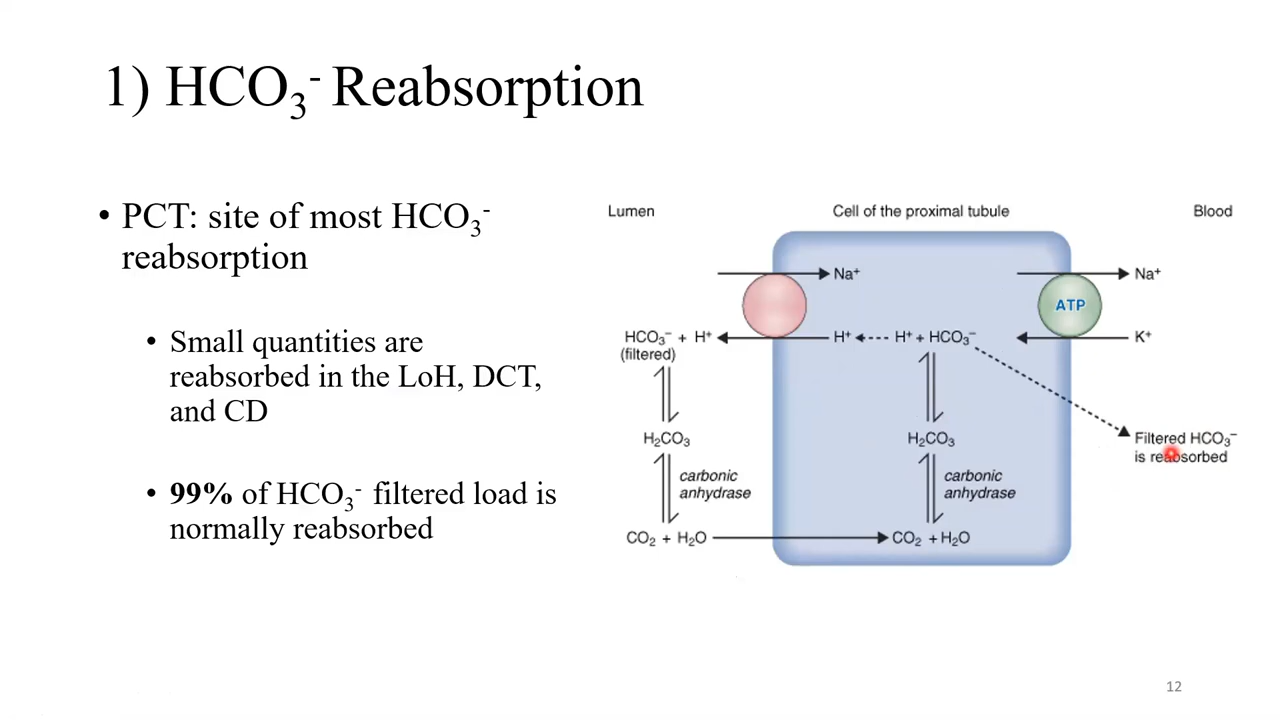 1) HCO₃⁻ Reabsorption
• PCT: site of most HCO₃⁻
reabsorption
• Small quantities are
reabsorbed in the LoH, DCT,
and CD
• 99% of HCO₃⁻ filtered load is
normally reabsorbed
Lumen
Cell of the proximal tubule
Blood
Na⁺
ATP
Na⁺
HCO₃⁻ + H⁺
(filtered)
H⁺
H⁺ + HCO₃⁻
K⁺
H₂CO₃
H₂CO₃
Filtered HCO₃⁻
is reabsorbed
carbonic
anhydrase
carbonic
anhydrase
CO₂ + H₂O
CO₂ + H₂O
12